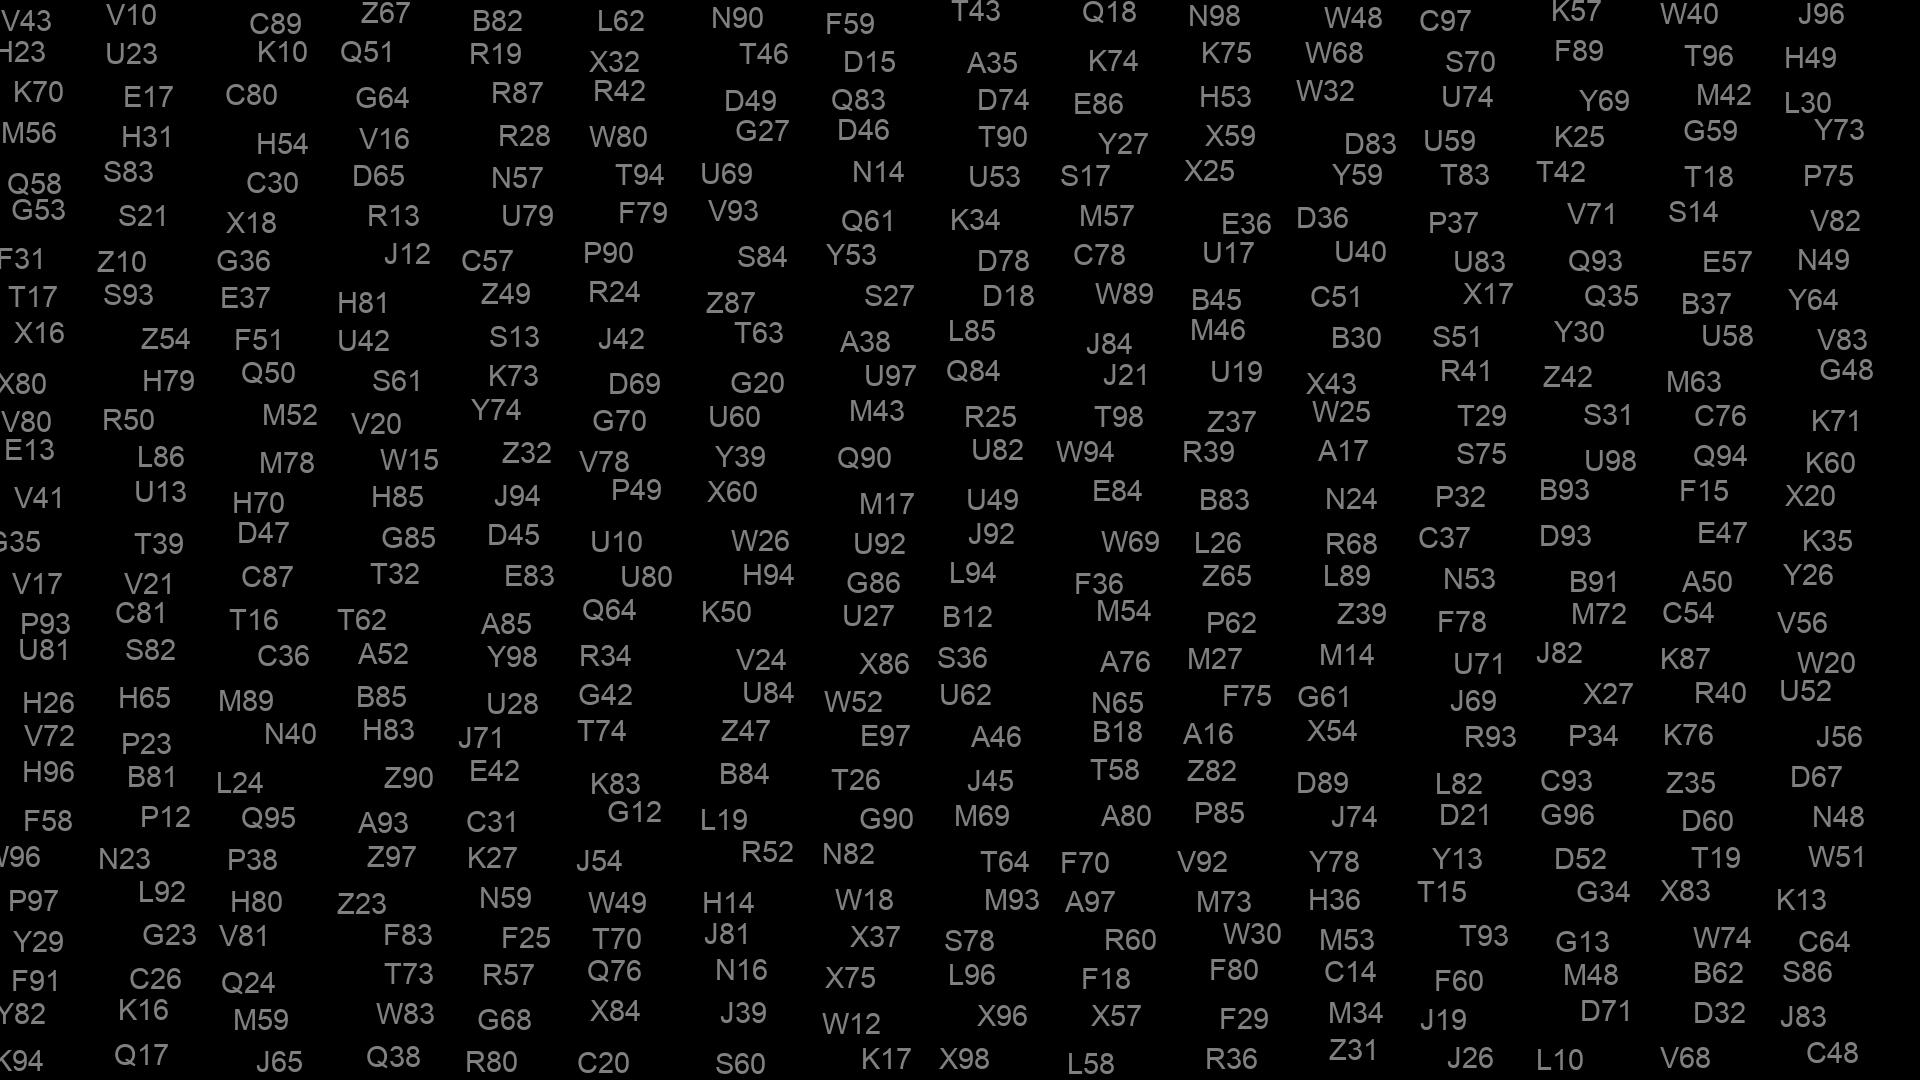 V43 V10 C89 Z67 B82 L62 N90 F59 T43 Q18 N98 W48 C97 K57 W40 J96
H23 U23 K10 Q51 R19 X32 T46 D15 A35 K74 K75 W68 S70 F89 T96 H49
K70 E17 C80 G64 R87 R42 D49 Q83 D74 E86 H53 W32 U74 Y69 M42 L30
M56 H31 H54 V16 R28 W80 G27 D46 T90 Y27 X59 D83 U59 K25 G59 Y73
Q58 S83 C30 D65 N57 T94 U69 N14 U53 S17 X25 Y59 T83 T42 T18 P75
G53 S21 X18 R13 U79 F79 V93 Q61 K34 M57 E36 D36 P37 V71 S14 V82
F31 Z10 G36 J12 C57 P90 S84 Y53 D78 C78 U17 U40 U83 Q93 E57 N49
T17 S93 E37 H81 Z49 R24 Z87 S27 D18 W89 B45 C51 X17 Q35 B37 Y64
X16 Z54 F51 U42 S13 J42 T63 A38 L85 J84 M46 B30 S51 Y30 U58 V83
X80 H79 Q50 S61 K73 D69 G20 U97 Q84 J21 U19 X43 R41 Z42 M63 G48
V80 R50 M52 V20 Y74 G70 U60 M43 R25 T98 Z37 W25 T29 S31 C76 K71
E13 L86 M78 W15 Z32 V78 Y39 Q90 U82 W94 R39 A17 S75 U98 Q94 K60
V41 U13 H70 H85 J94 P49 X60 M17 U49 E84 B83 N24 P32 B93 F15 X20
G35 T39 D47 G85 D45 U10 W26 U92 J92 W69 L26 R68 C37 D93 E47 K35
V17 V21 C87 T32 E83 U80 H94 G86 L94 F36 Z65 L89 N53 B91 A50 Y26
P93 C81 T16 T62 A85 Q64 K50 U27 B12 M54 P62 Z39 F78 M72 C54 V56
U81 S82 C36 A52 Y98 R34 V24 X86 S36 A76 M27 M14 U71 J82 K87 W20
H26 H65 M89 B85 U28 G42 U84 W52 U62 N65 F75 G61 J69 X27 R40 U52
V72 P23 N40 H83 J71 T74 Z47 E97 A46 B18 A16 X54 R93 P34 K76 J56
H96 B81 L24 Z90 E42 K83 B84 T26 J45 T58 Z82 D89 L82 C93 Z35 D67
F58 P12 Q95 A93 C31 G12 L19 G90 M69 A80 P85 J74 D21 G96 D60 N48
W96 N23 P38 Z97 K27 J54 R52 N82 T64 F70 V92 Y78 Y13 D52 T19 W51
P97 L92 H80 Z23 N59 W49 H14 W18 M93 A97 M73 H36 T15 G34 X83 K13
Y29 G23 V81 F83 F25 T70 J81 X37 S78 R60 W30 M53 T93 G13 W74 C64
F91 C26 Q24 T73 R57 Q76 N16 X75 L96 F18 F80 C14 F60 M48 B62 S86
Y82 K16 M59 W83 G68 X84 J39 W12 X96 X57 F29 M34 J19 D71 D32 J83
K94 Q17 J65 Q38 R80 C20 S60 K17 X98 L58 R36 Z31 J26 L10 V68 C48